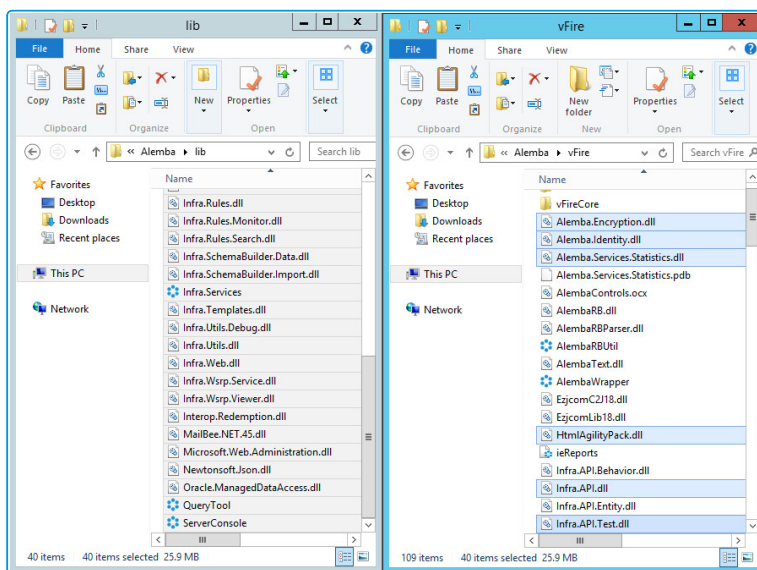 lib
File
Home
Share
View
Copy
Paste
New
Properties
Select
Clipboard
Organize
Open
« Alemba ▸ lib
Search lib
Favorites
Desktop
Downloads
Recent places
This PC
Network
Name
Infra.Rules.dll
Infra.Rules.Monitor.dll
Infra.Rules.Search.dll
Infra.SchemaBuilder.Data.dll
Infra.SchemaBuilder.Import.dll
Infra.Services
Infra.Templates.dll
Infra.Utils.Debug.dll
Infra.Utils.dll
Infra.Web.dll
Infra.Wsrp.Service.dll
Infra.Wsrp.Viewer.dll
Interop.Redemption.dll
MailBee.NET.45.dll
Microsoft.Web.Administration.dll
Newtonsoft.Json.dll
Oracle.ManagedDataAccess.dll
QueryTool
ServerConsole
40 items 40 items selected 25.9 MB
vFire
File
Home
Share
View
Copy
Paste
New
folder
Properties
Select
Clipboard
Organize
New
Open
« Alemba ▸ vFire
Search vFire
Favorites
Desktop
Downloads
Recent places
This PC
Network
Name
vFireCore
Alemba.Encryption.dll
Alemba.Identity.dll
Alemba.Services.Statistics.dll
Alemba.Services.Statistics.pdb
AlembaControls.ocx
AlembaRB.dll
AlembaRBParser.dll
AlembaRBUtil
AlembaText.dll
AlembaWrapper
EzjcomC2J18.dll
EzjcomLib18.dll
HtmlAgilityPack.dll
ieReports
Infra.API.Behavior.dll
Infra.API.dll
Infra.API.Entity.dll
Infra.API.Test.dll
109 items 40 items selected 25.9 MB